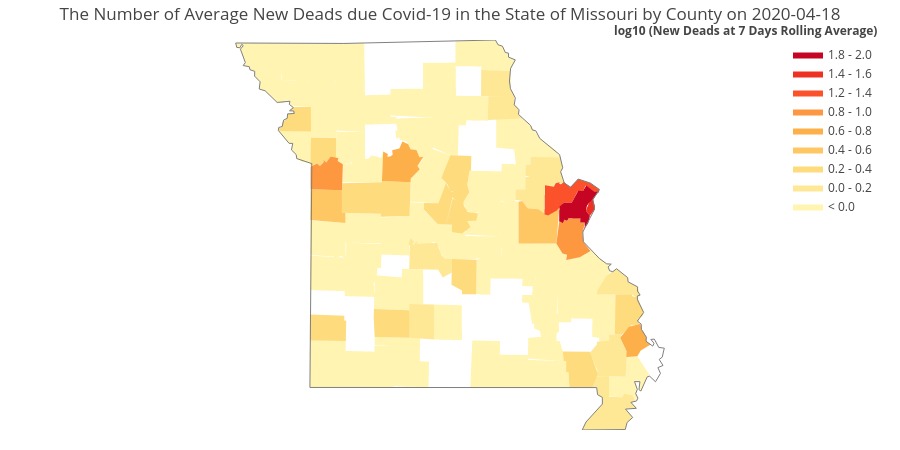 The Number of Average New Deads due Covid-19 in the State of Missouri by County on 2020-04-18
log10 (New Deads at 7 Days Rolling Average)
1.8 - 2.0
1.4 - 1.6
1.2 - 1.4
0.8 - 1.0
0.6 - 0.8
0.4 - 0.6
0.2 - 0.4
0.0 - 0.2
< 0.0